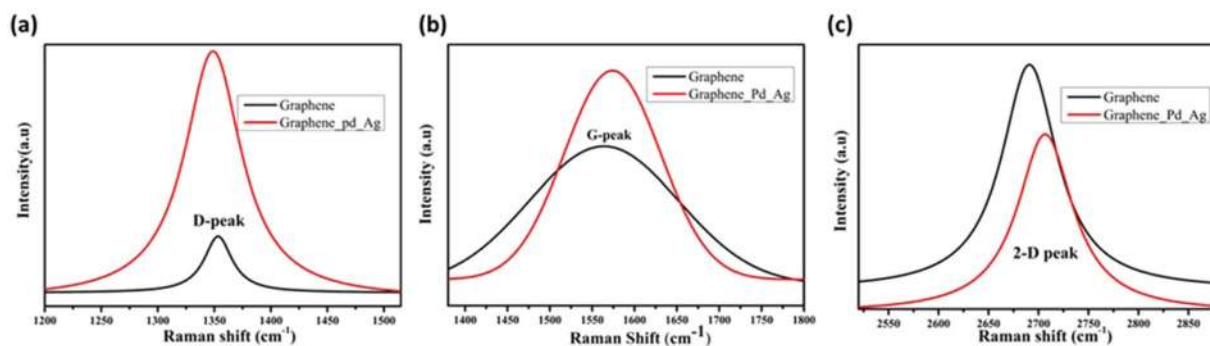 (a)
Intensity(a.u)
Graphene
Graphene_pd_Ag
D-peak
1200 1250 1300 1350 1400 1450 1500
Raman shift (cm-1)
(b)
Intensity (a.u)
Graphene
Graphene_Pd_Ag
G-peak
1400 1450 1500 1550 1600 1650 1700 1750 1800
Raman Shift (cm-1)
(c)
Intensity (a.u)
Graphene
Graphene_Pd_Ag
2-D peak
2550 2600 2650 2700 2750 2800 2850
Raman shift (cm-1)